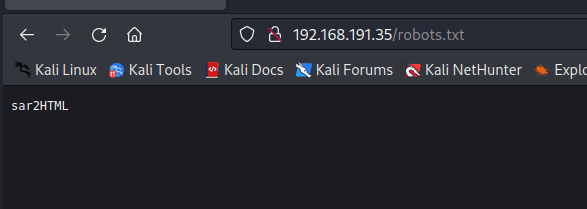 192.168.191.35/robots.txt
Kali Linux Kali Tools Kali Docs Kali Forums Kali NetHunter Explo
sar2HTML